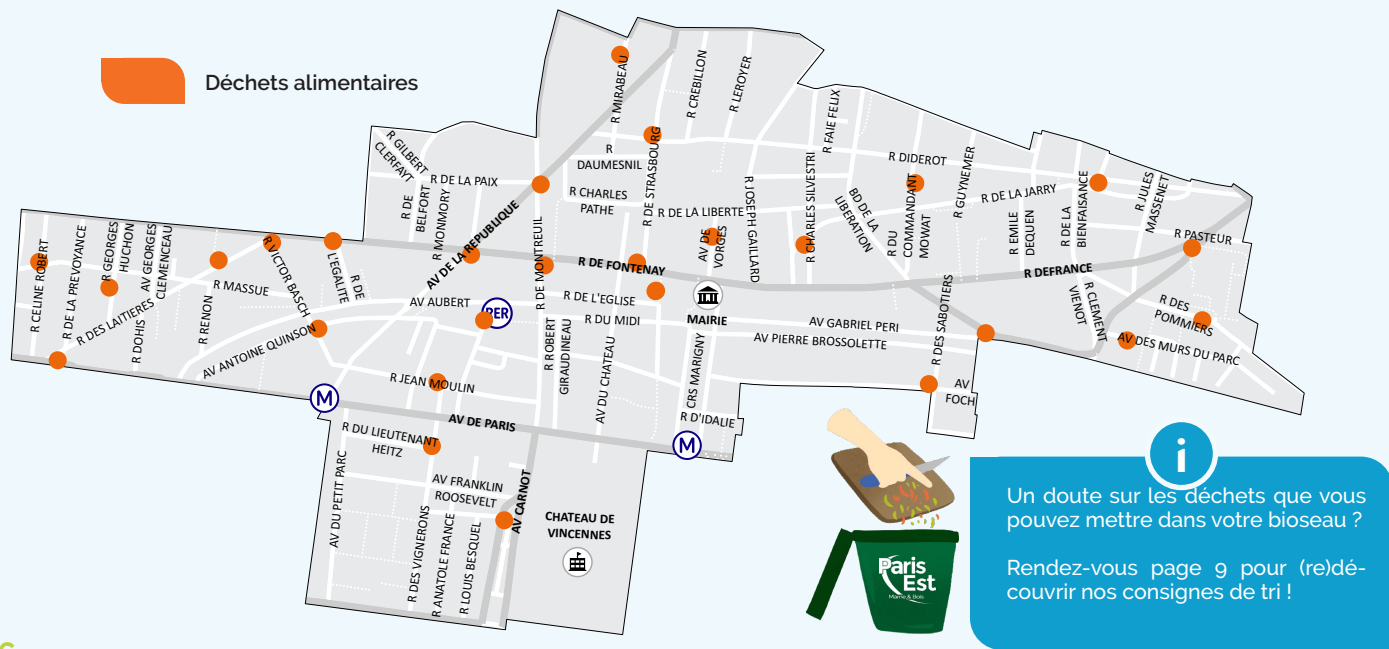 Déchets alimentaires
R MIRABEAU
R CREBILLON
R LEROYER
R FAIE FELIX
R GILBERT
CLERFAYT
R DE LA PAIX
R DE
BELFORT
R MONMORY
AV DE LA REPUBLIQUE
R
DAUMESNIL
R DE STRASBOURG
R CHARLES
PATHE
R DE MONTREUIL
R DE LA LIBERTE
AV DE
VORGES
R JOSEPH GAILLARD
R CHARLES SILVESTRI
BD DE LA
LIBERATION
R DIDEROT
R DU
COMMANDANT
MOWAT
R GUYNEMER
R DE LA JARRY
R EMILE
DEQUEN
R DE LA
BIENFAISANCE
R JULES
MASSENET
R PASTEUR
R CELINE ROBERT
R DE LA PREVOYANCE
R GEORGES
HUCHON
AV GEORGES
CLEMENCEAU
R DES LAITIERES
R DOHIS
R RENON
R MASSUE
R VICTOR BASCH
R DE
L'EGALITE
AV ANTOINE QUINSON
AV AUBERT
RER
R DE FONTENAY
R DE L'EGLISE
R DU MIDI
MAIRIE
R DEFRANCE
AV GABRIEL PERI
AV PIERRE BROSSOLETTE
R DES SABOTIERS
R CLEMENT
VIENOT
R DES
POMMIERS
AV DES MURS DU PARC
R ROBERT
GIRAUDINEAU
AV DU CHATEAU
CRS MARIGNY
R D'IDALIE
AV
FOCH
M
M
R JEAN MOULIN
AV DE PARIS
R DU LIEUTENANT
HEITZ
AV DU PETIT PARC
AV FRANKLIN
ROOSEVELT
AV CARNOT
R DES VIGNERONS
R ANATOLE FRANCE
R LOUIS BESQUEL
CHATEAU DE
VINCENNES
Paris
Est
Marne & Bois
i
Un doute sur les déchets que vous
pouvez mettre dans votre bioseau ?
Rendez-vous page 9 pour (re)dé-
couvrir nos consignes de tri !